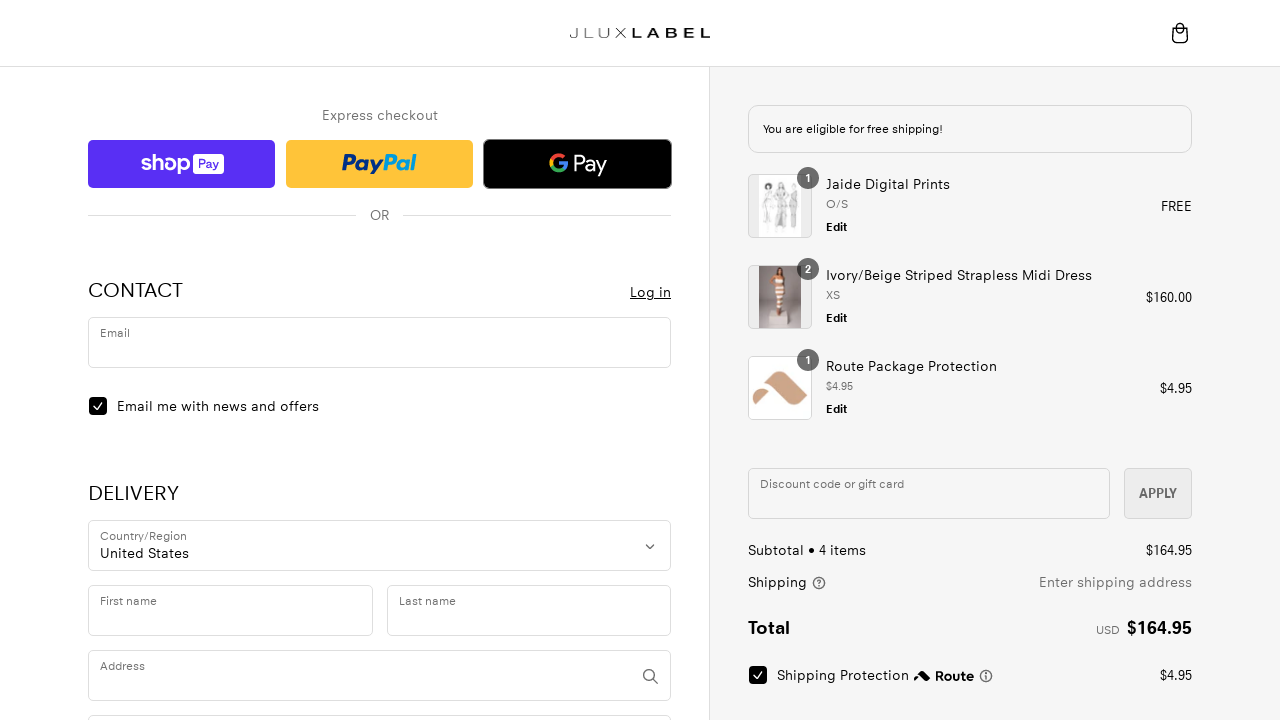 JLUXLABEL
Express checkout
shop Pay
PayPal
G Pay
OR
CONTACT
Log in
Email
Email me with news and offers
DELIVERY
Country/Region
United States
First name
Last name
Address
You are eligible for free shipping!
1
Jaide Digital Prints
O/S
Edit
FREE
2
Ivory/Beige Striped Strapless Midi Dress
XS
Edit
$160.00
1
Route Package Protection
$4.95
Edit
$4.95
Discount code or gift card
APPLY
Subtotal • 4 items
$164.95
Shipping
Enter shipping address
Total
USD $164.95
Shipping Protection Route
$4.95